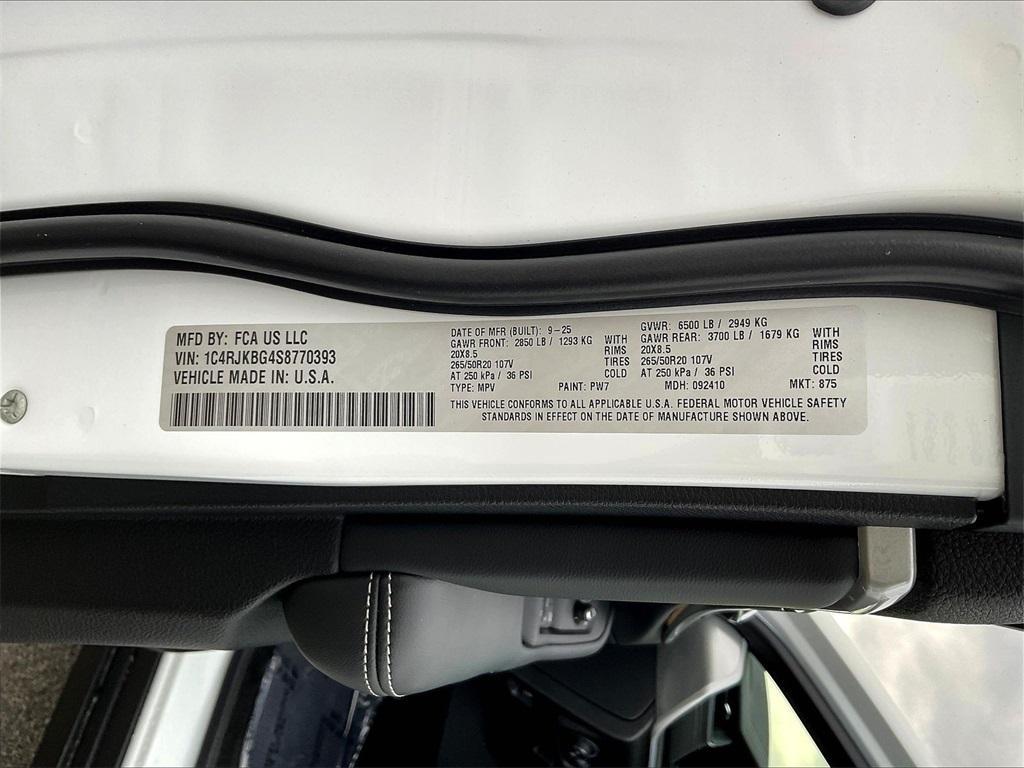 MFD BY: FCA US LLC
VIN: 1C4RJKBG4S8770393
VEHICLE MADE IN: U.S.A.
DATE OF MFR (BUILT): 9-25
GAWR FRONT: 2850 LB / 1293 KG WITH
20X8.5 RIMS
265/50R20 107V TIRES
AT 250 kPa / 36 PSI COLD
TYPE: MPV PAINT: PW7
GVWR: 6500 LB / 2949 KG
GAWR REAR: 3700 LB / 1679 KG WITH
20X8.5 RIMS
265/50R20 107V TIRES
AT 250 kPa / 36 PSI COLD
MDH: 092410 MKT: 875
THIS VEHICLE CONFORMS TO ALL APPLICABLE U.S.A. FEDERAL MOTOR VEHICLE SAFETY
STANDARDS IN EFFECT ON THE DATE OF MANUFACTURE SHOWN ABOVE.